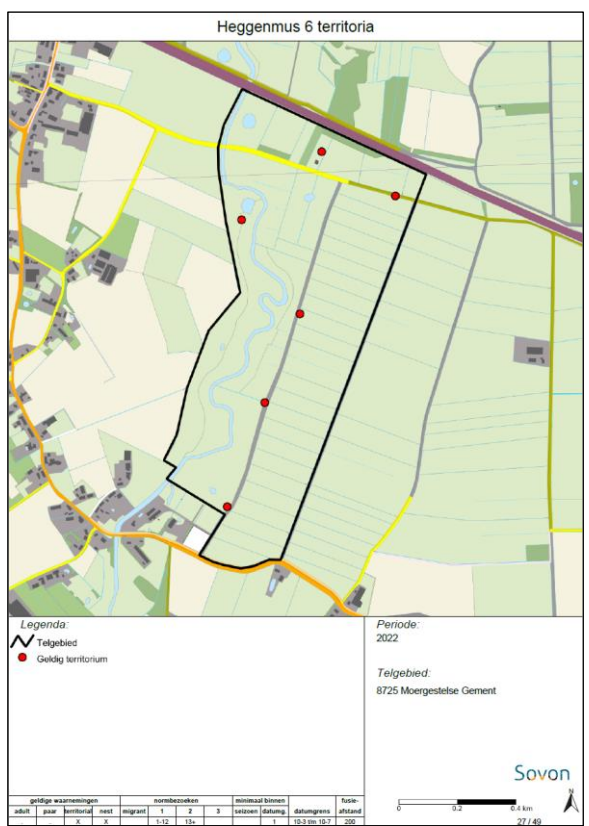 Heggenmus 6 territoria
Legenda:
Telgebied
Geldig territorium
Periode:
2022
Telgebied:
8725 Moergestelse Gement
Sovon
N
0 0.2 0.4 km
27 / 49
geldige waarnemingen normbezoeken minimaal binnen fusie-
adult paar territorial nest migrant 1 2 3 seizoen datumg. datumgrens afstand
. . X X 1-12 13+ 1 10-3 t/m 10-7 200